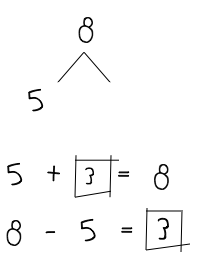 8
5
5 + 3 = 8
8 - 5 = 3